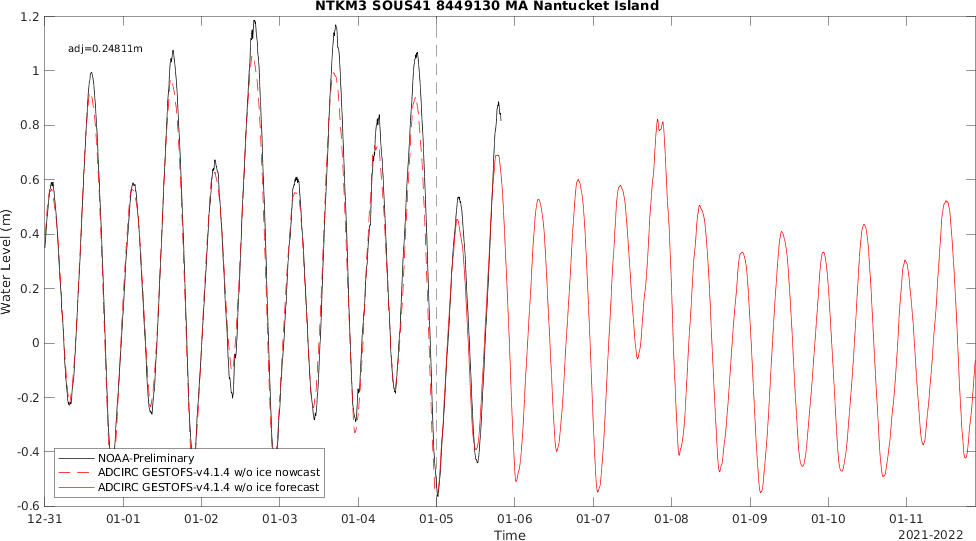 NTKM3 SOUS41 8449130 MA Nantucket Island
adj=0.24811m
1.2
1
0.8
0.6
0.4
0.2
0
-0.2
-0.4
-0.6
Water Level (m)
NOAA-Preliminary
ADCIRC GESTOFS-v4.1.4 w/o ice nowcast
ADCIRC GESTOFS-v4.1.4 w/o ice forecast
12-31 01-01 01-02 01-03 01-04 01-05 01-06 01-07 01-08 01-09 01-10 01-11
Time
2021-2022